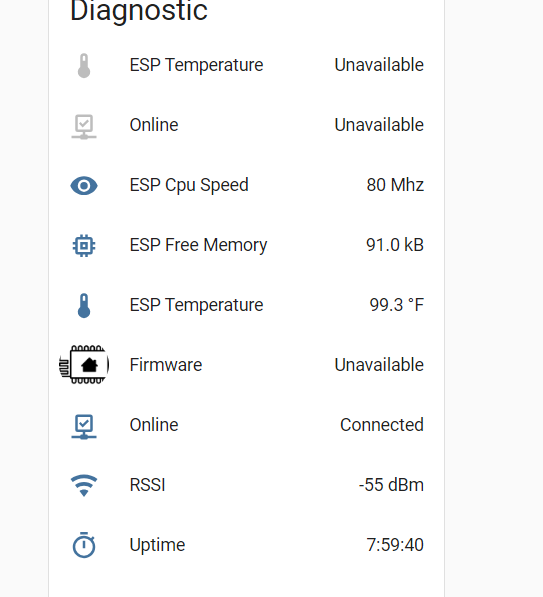 Diagnostic
ESP Temperature Unavailable
Online Unavailable
ESP Cpu Speed 80 Mhz
ESP Free Memory 91.0 kB
ESP Temperature 99.3 °F
Firmware Unavailable
Online Connected
RSSI -55 dBm
Uptime 7:59:40